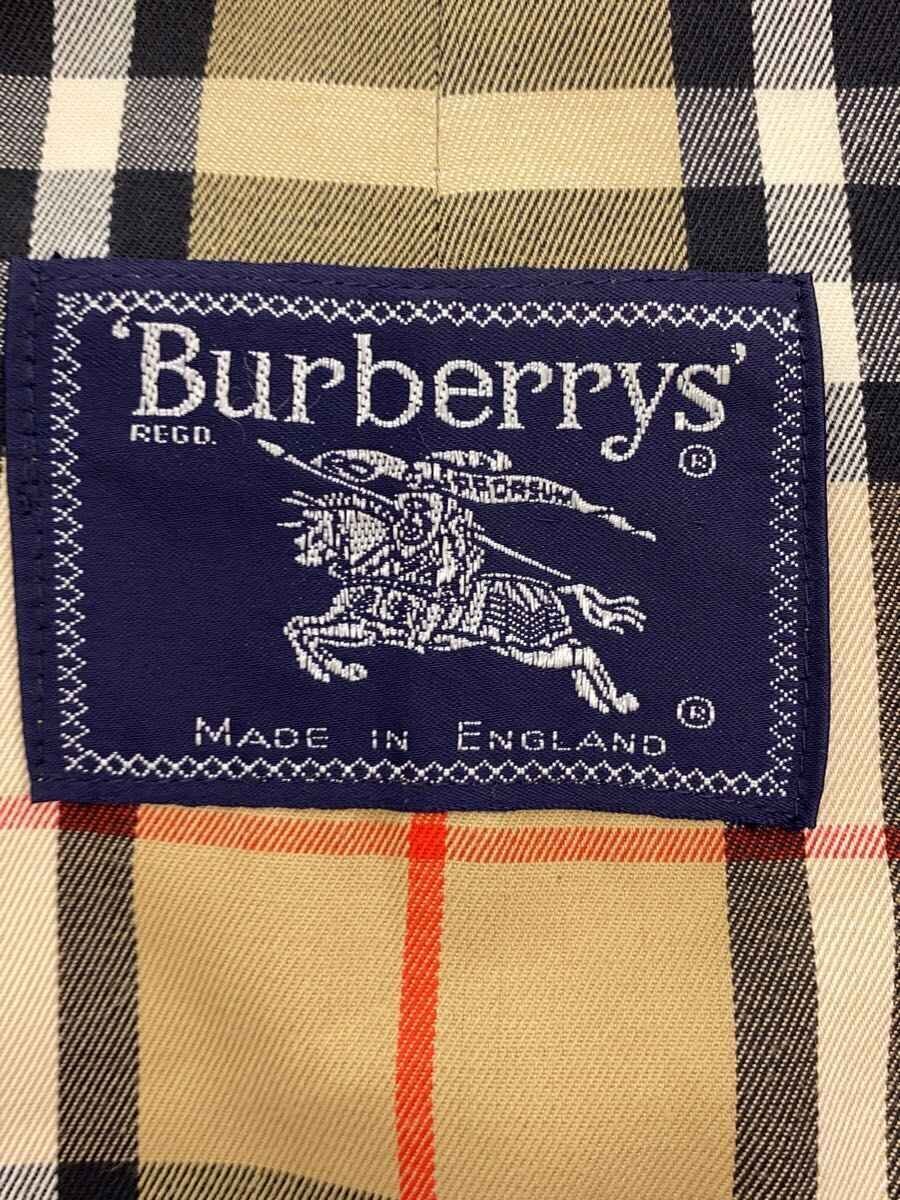 'Burberrys'
REGD.
®
®
MADE IN ENGLAND